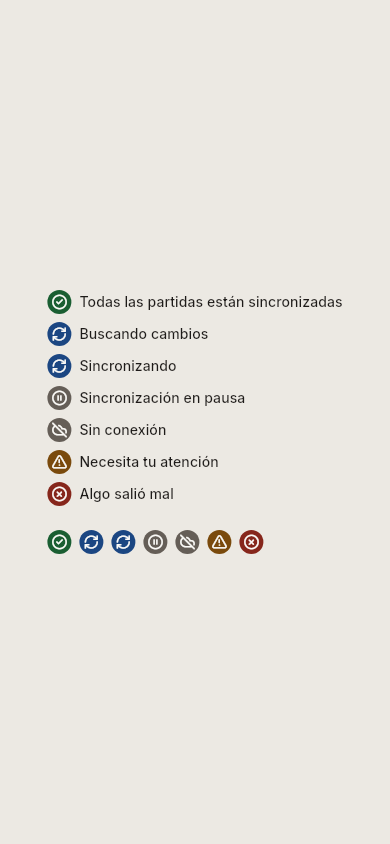 Todas las partidas están sincronizadas
Buscando cambios
Sincronizando
Sincronización en pausa
Sin conexión
Necesita tu atención
Algo salió mal